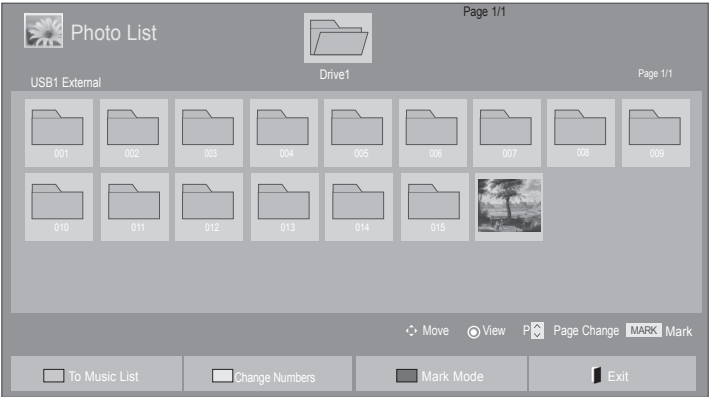 Page 1/1
Photo List
Drive1
USB1 External
Page 1/1
001 002 003 004 005 006 007 008 009
010 011 012 013 014 015
Move View P Page Change MARK Mark
To Music List Change Numbers Mark Mode Exit